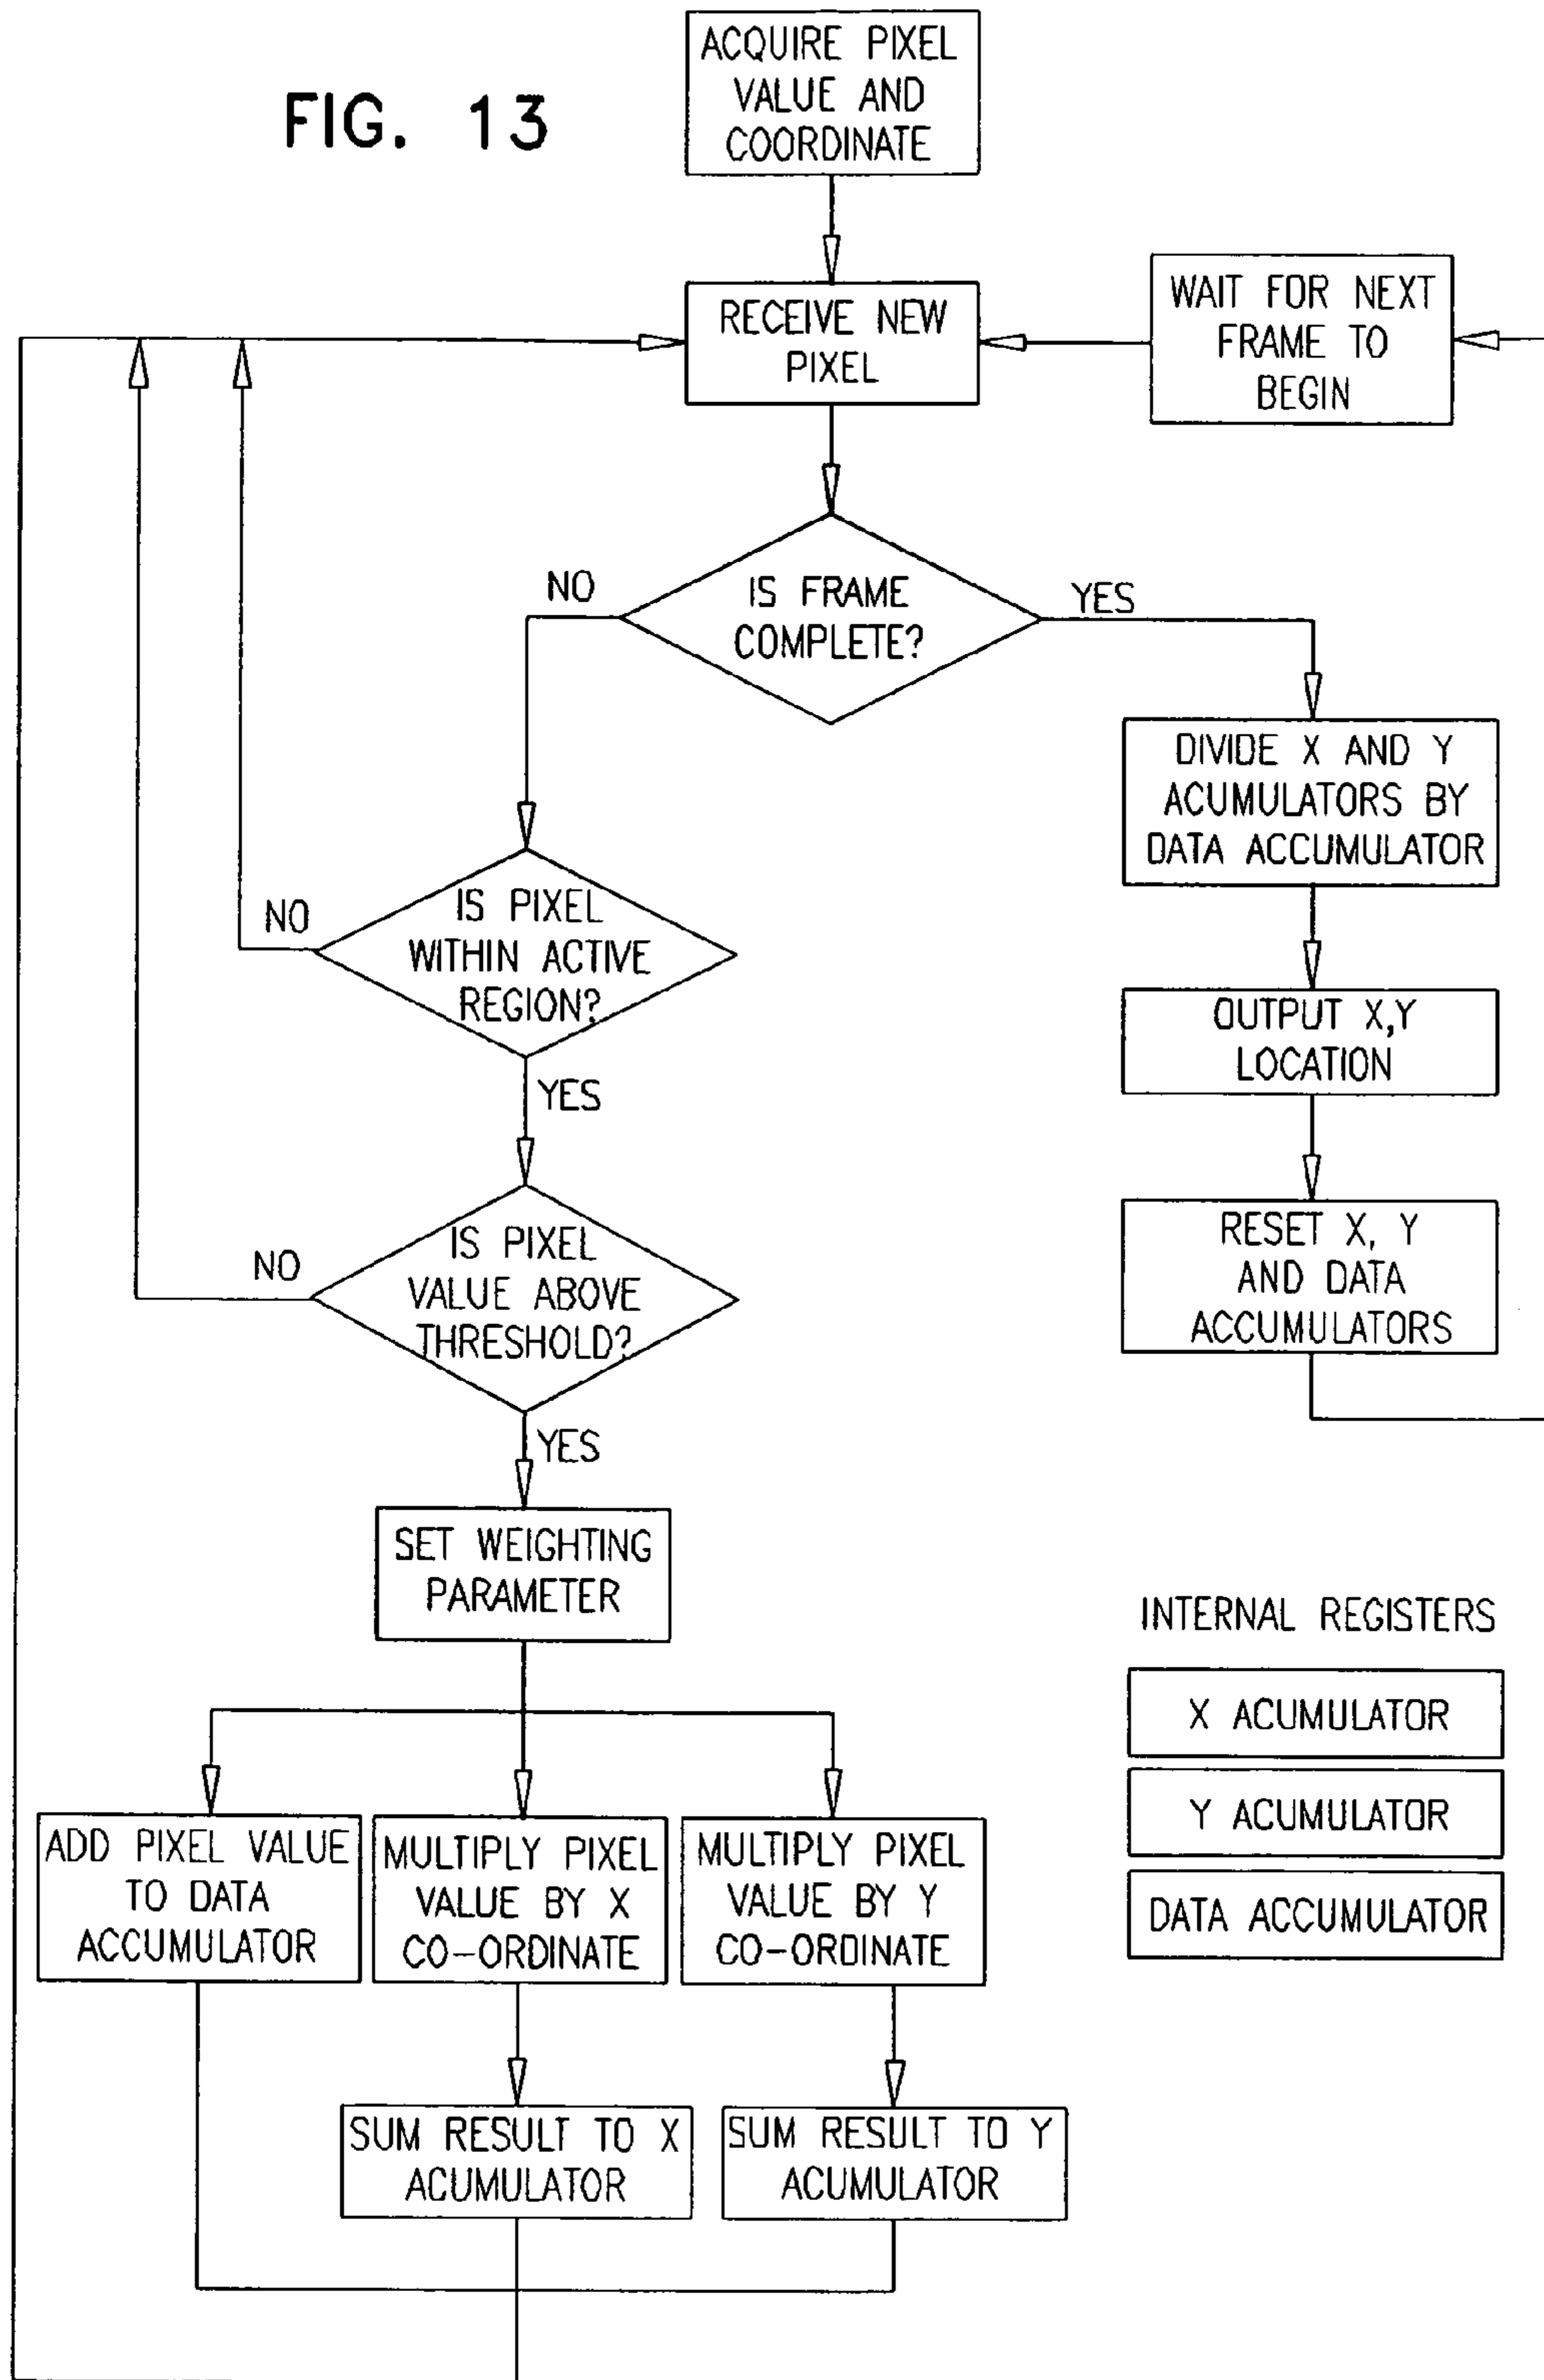 FIG. 13
ACQUIRE PIXEL
VALUE AND
COORDINATE
RECEIVE NEW
PIXEL
WAIT FOR NEXT
FRAME TO
BEGIN
IS FRAME
COMPLETE?
NO
YES
DIVIDE X AND Y
ACUMULATORS BY
DATA ACCUMULATOR
IS PIXEL
WITHIN ACTIVE
REGION?
NO
YES
OUTPUT X,Y
LOCATION
IS PIXEL
VALUE ABOVE
THRESHOLD?
NO
YES
RESET X, Y
AND DATA
ACCUMULATORS
SET WEIGHTING
PARAMETER
INTERNAL REGISTERS
X ACUMULATOR
Y ACUMULATOR
DATA ACCUMULATOR
ADD PIXEL VALUE
TO DATA
ACCUMULATOR
MULTIPLY PIXEL
VALUE BY X
CO-ORDINATE
MULTIPLY PIXEL
VALUE BY Y
CO-ORDINATE
SUM RESULT TO X
ACUMULATOR
SUM RESULT TO Y
ACUMULATOR